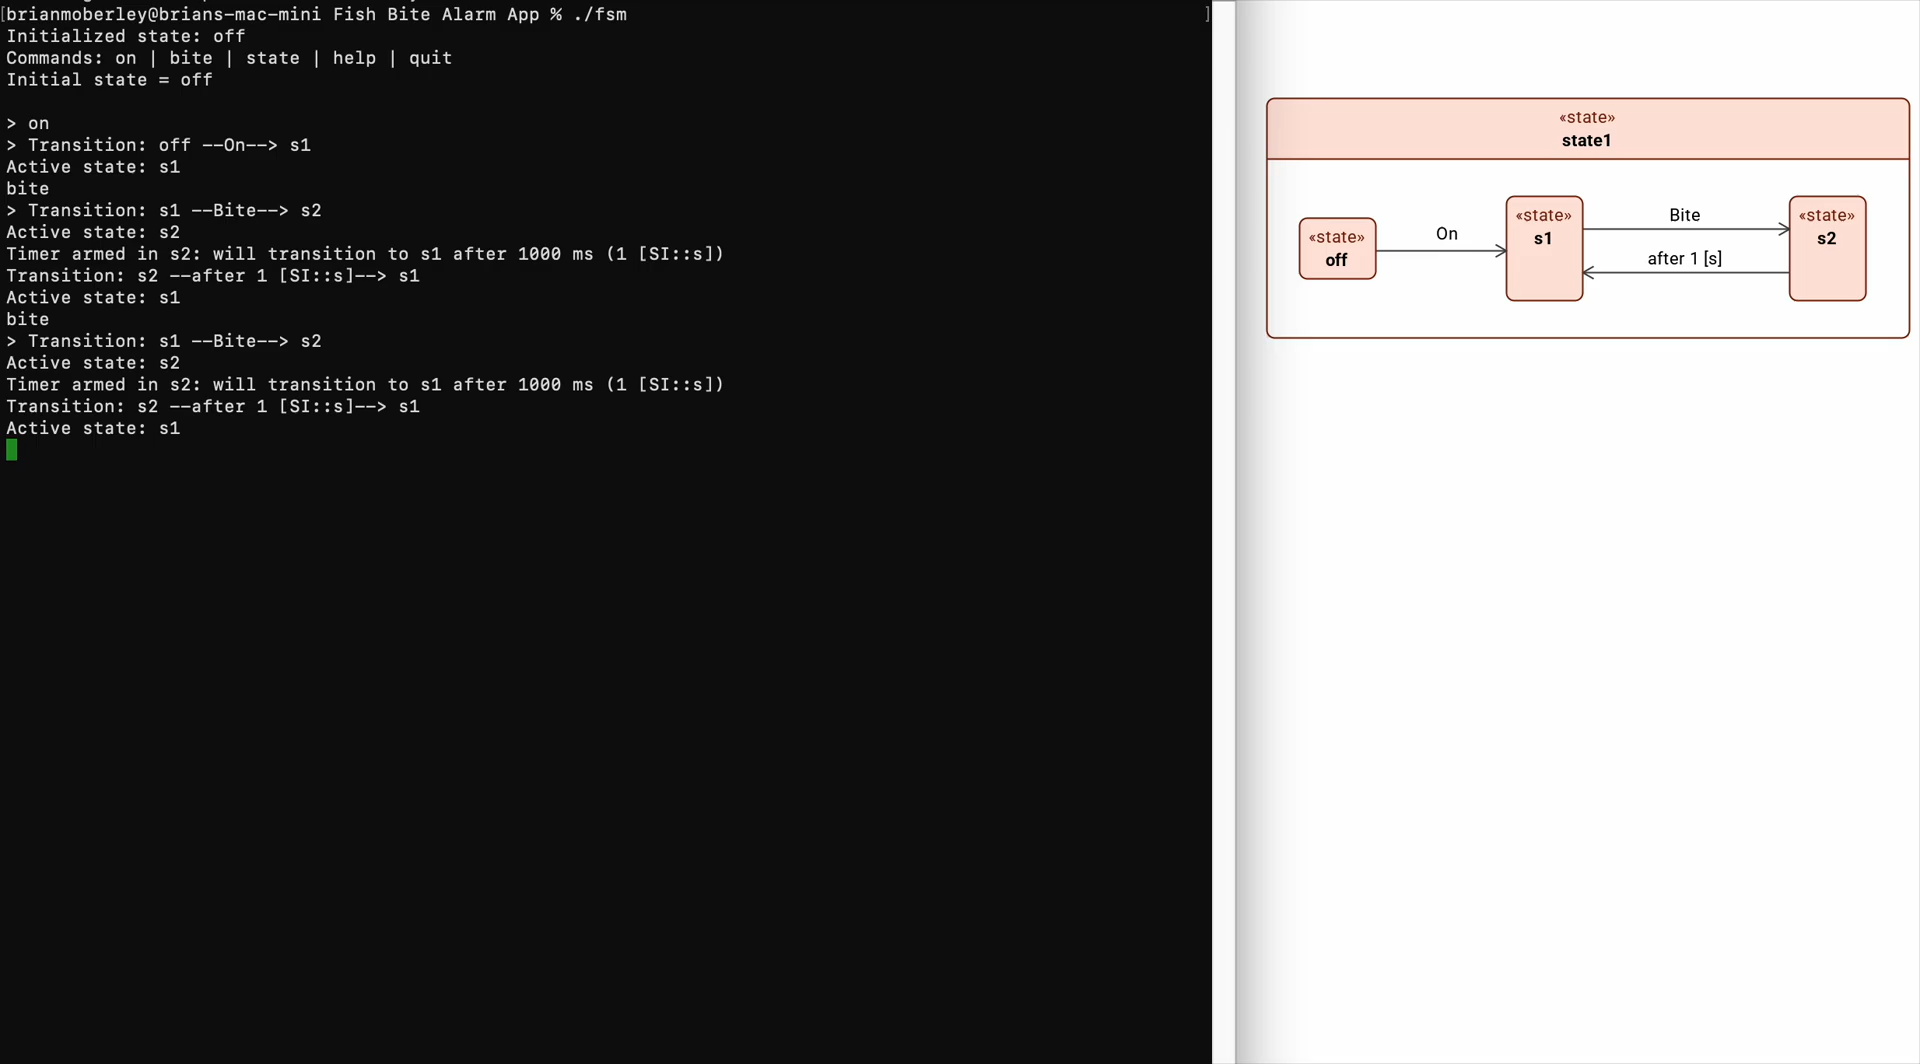 [brianmoberley@brians-mac-mini Fish Bite Alarm App % ./fsm ]
Initialized state: off
Commands: on | bite | state | help | quit
Initial state = off
> on
> Transition: off --On--> s1
Active state: s1
bite
> Transition: s1 --Bite--> s2
Active state: s2
Timer armed in s2: will transition to s1 after 1000 ms (1 [SI::s])
Transition: s2 --after 1 [SI::s]--> s1
Active state: s1
bite
> Transition: s1 --Bite--> s2
Active state: s2
Timer armed in s2: will transition to s1 after 1000 ms (1 [SI::s])
Transition: s2 --after 1 [SI::s]--> s1
Active state: s1
«state»
state1
«state»
off
On
«state»
s1
Bite
after 1 [s]
«state»
s2